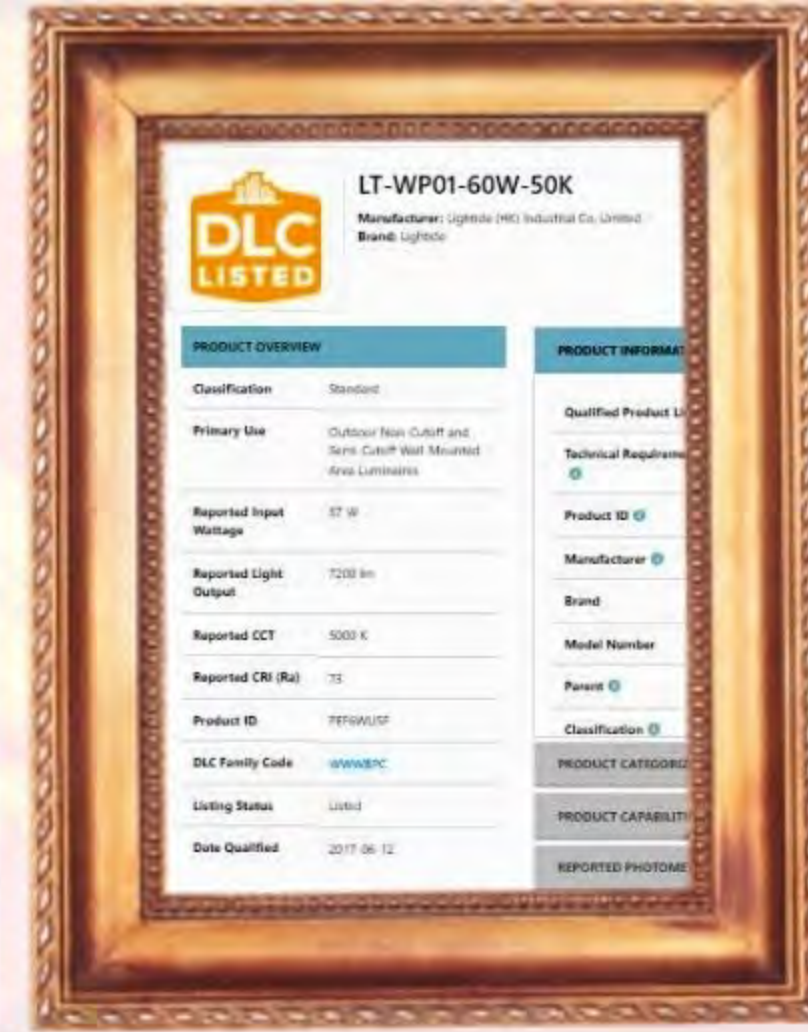 DLC
LISTED
LT-WP01-60W-50K
Manufacturer: Lightide (HK) Industrial Co. Limited
Brand: Lightide
PRODUCT OVERVIEW
Classification Standard
Primary Use Outdoor Non-Cutoff and
Semi-Cutoff Wall-Mounted
Area Luminaires
Reported Input 57 W
Wattage
Reported Light 7200 lm
Output
Reported CCT 5000 K
Reported CRI (Ra) 73
Product ID
DLC Family Code
Listing Status Listed
Date Qualified 2017-06-12
PRODUCT INFORMAT
Qualified Product Li
Technical Requireme
Product ID
Manufacturer
Brand
Model Number
Parent
Classification
PRODUCT CATEGORIZ
PRODUCT CAPABILITI
REPORTED PHOTOME